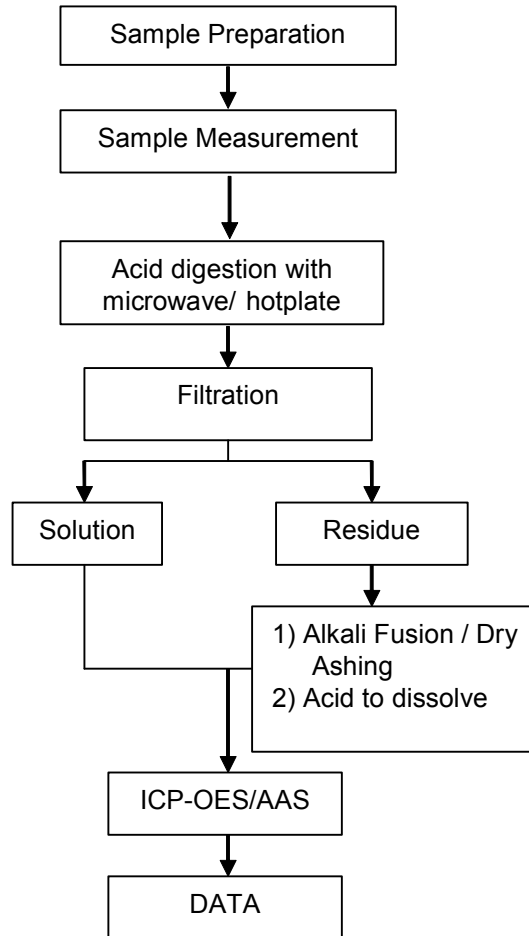 Sample Preparation
Sample Measurement
Acid digestion with
microwave/ hotplate
Filtration
Solution
Residue
1) Alkali Fusion / Dry
Ashing
2) Acid to dissolve
ICP-OES/AAS
DATA